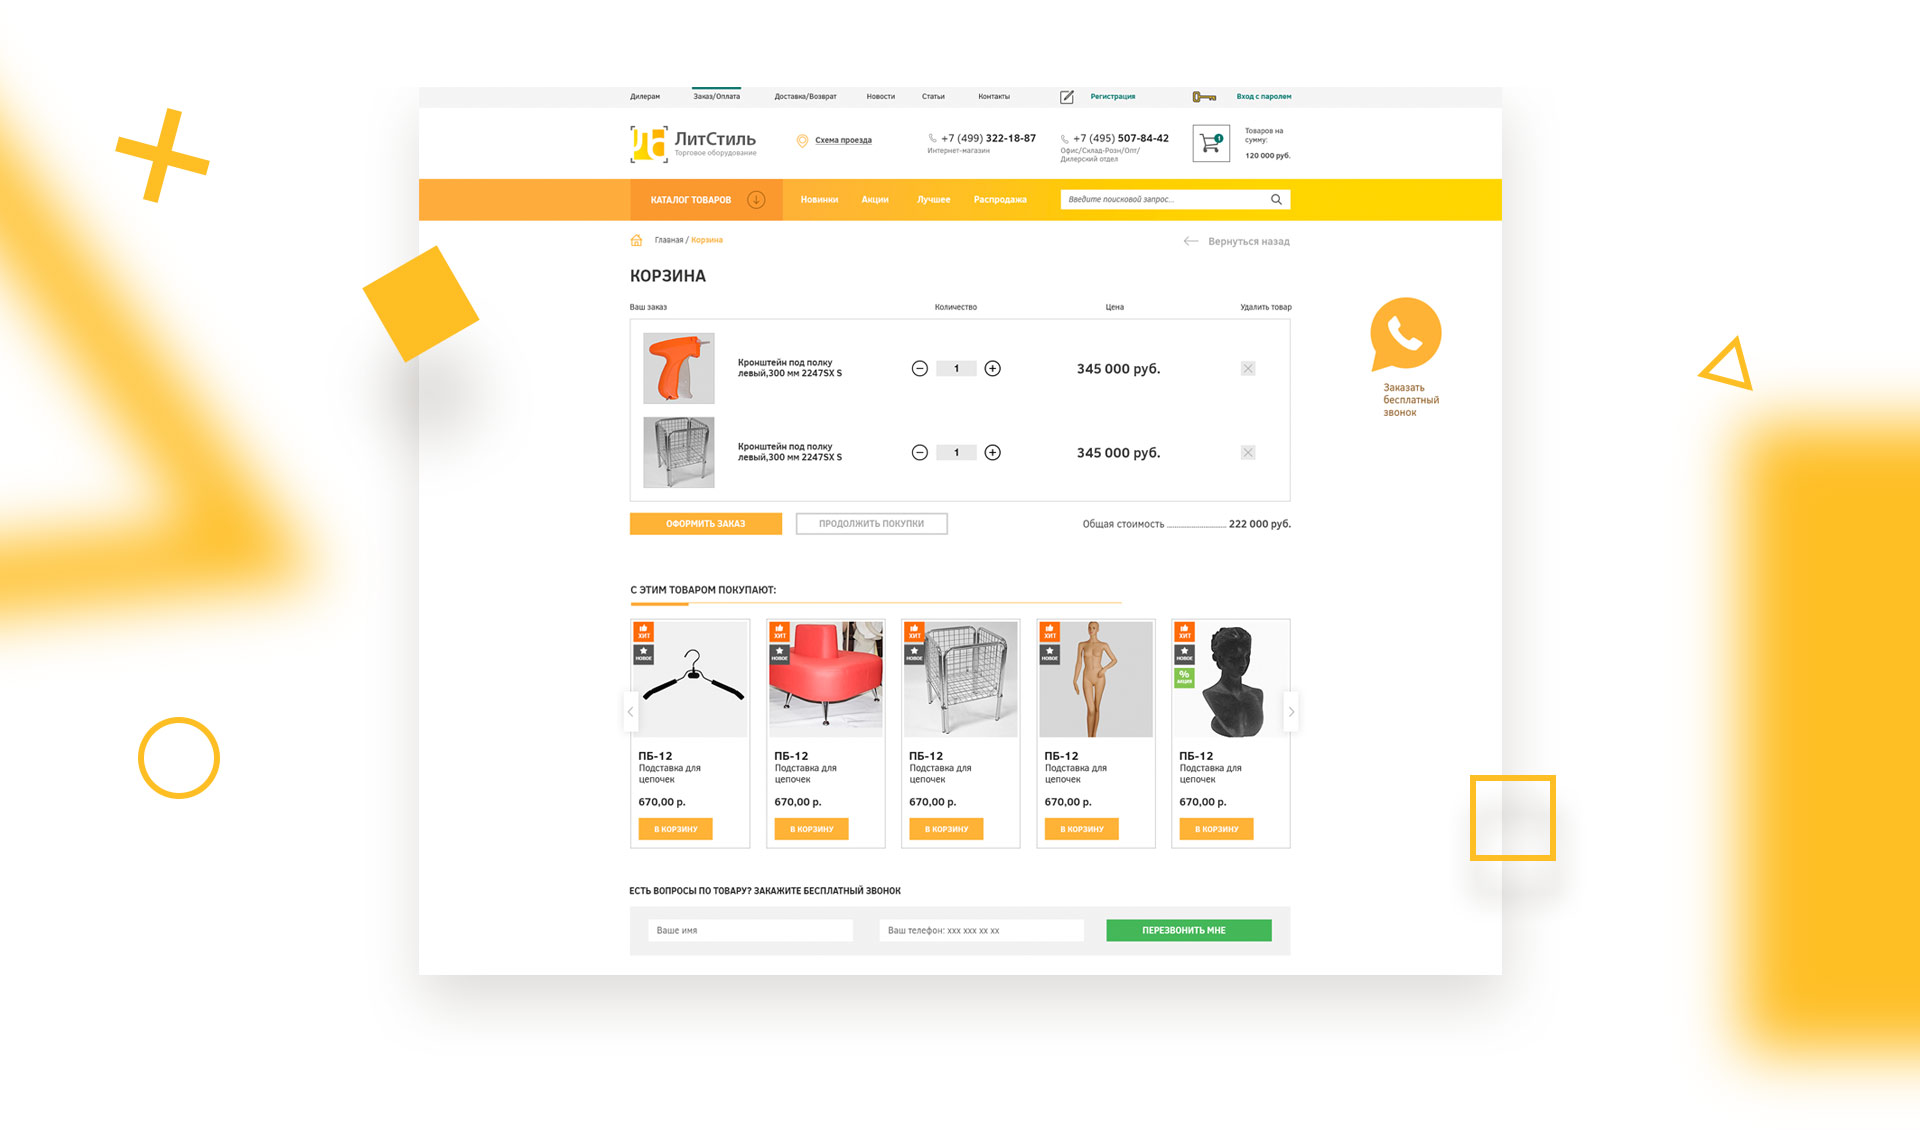 Дилерам Заказ/Оплата Доставка/Возврат Новости Статьи Контакты Регистрация Вход с паролем
ЛитСтиль
Торговое оборудование
Схема проезда
+7 (499) 322-18-87
Интернет-магазин
+7 (495) 507-84-42
Офис/Склад-Розн/Опт/
Дилерский отдел
1
Товаров на
сумму:
120 000 руб.
КАТАЛОГ ТОВАРОВ Новинки Акции Лучшее Распродажа Введите поисковой запрос...
Главная / Корзина
Вернуться назад
КОРЗИНА
Ваш заказ Количество Цена Удалить товар
Кронштейн под полку
левый,300 мм 2247SX S
1
345 000 руб.
Кронштейн под полку
левый,300 мм 2247SX S
1
345 000 руб.
Заказать
бесплатный
звонок
ОФОРМИТЬ ЗАКАЗ ПРОДОЛЖИТЬ ПОКУПКИ Общая стоимость 222 000 руб.
С ЭТИМ ТОВАРОМ ПОКУПАЮТ:
ХИТ
НОВОЕ
ПБ-12
Подставка для
цепочек
670,00 р.
В КОРЗИНУ
ХИТ
НОВОЕ
ПБ-12
Подставка для
цепочек
670,00 р.
В КОРЗИНУ
ХИТ
НОВОЕ
ПБ-12
Подставка для
цепочек
670,00 р.
В КОРЗИНУ
ХИТ
НОВОЕ
ПБ-12
Подставка для
цепочек
670,00 р.
В КОРЗИНУ
ХИТ
НОВОЕ
%
АКЦИЯ
ПБ-12
Подставка для
цепочек
670,00 р.
В КОРЗИНУ
ЕСТЬ ВОПРОСЫ ПО ТОВАРУ? ЗАКАЖИТЕ БЕСПЛАТНЫЙ ЗВОНОК
Ваше имя Ваш телефон: xxx xxx xx xx ПЕРЕЗВОНИТЬ МНЕ